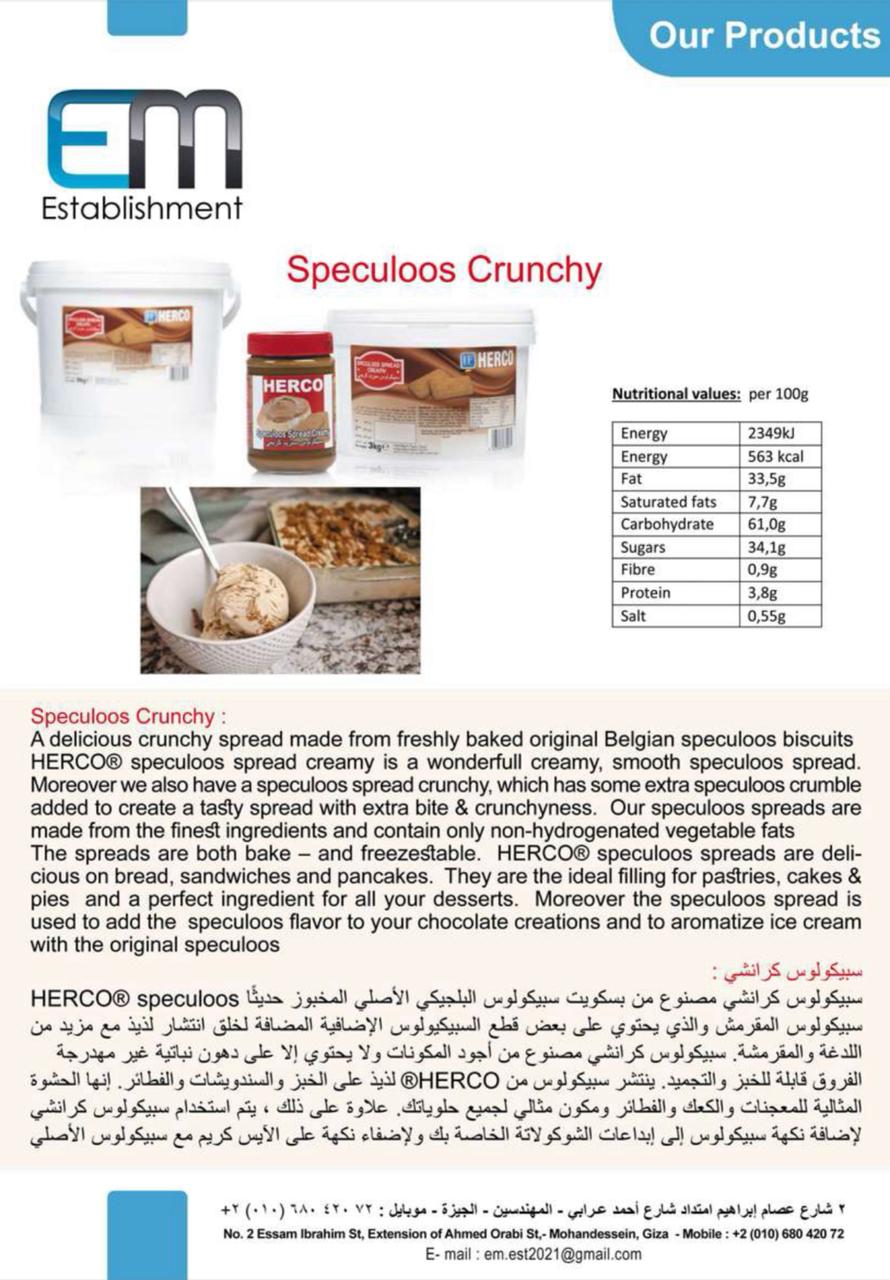 Our Products
EM
Establishment
Speculoos Crunchy
HERCO
HERCO
Speculoos Spread Creamy
HERCO
SPECULOOS SPREAD
CREAMY
3kg e
Nutritional values: per 100g
Energy 2349kJ
Energy 563 kcal
Fat 33,5g
Saturated fats 7,7g
Carbohydrate 61,0g
Sugars 34,1g
Fibre 0,9g
Protein 3,8g
Salt 0,55g
Speculoos Crunchy :
A delicious crunchy spread made from freshly baked original Belgian speculoos biscuits
HERCO® speculoos spread creamy is a wonderfull creamy, smooth speculoos spread.
Moreover we also have a speculoos spread crunchy, which has some extra speculoos crumble
added to create a tasty spread with extra bite & crunchyness. Our speculoos spreads are
made from the finest ingredients and contain only non-hydrogenated vegetable fats
The spreads are both bake – and freezestable. HERCO® speculoos spreads are deli-
cious on bread, sandwiches and pancakes. They are the ideal filling for pastries, cakes &
pies and a perfect ingredient for all your desserts. Moreover the speculoos spread is
used to add the speculoos flavor to your chocolate creations and to aromatize ice cream
with the original speculoos
سبيكولوس كرانشي :
سبيكولوس كرانشي مصنوع من بسكويت سبيكولوس البلجيكي الأصلي المخبوز حديثًا HERCO® speculoos
سبيكولوس المقرمش والذي يحتوي على بعض قطع السبيكيولوس الإضافية المضافة لخلق انتشار لذيذ مع مزيد من
اللدغة والمقرمشة. سبيكولوس كرانشي مصنوع من أجود المكونات ولا يحتوي إلا على دهون نباتية غير مهدرجة
الفروق قابلة للخبز والتجميد. ينتشر سبيكولوس من HERCO® لذيذ على الخبز والسندويشات والفطائر. إنها الحشوة
المثالية للمعجنات والكعك والفطائر ومكون مثالي لجميع حلوياتك. علاوة على ذلك ، يتم استخدام سبيكولوس كرانشي
لإضافة نكهة سبيكولوس إلى إبداعات الشوكولاتة الخاصة بك ولإضفاء نكهة على الآيس كريم مع سبيكولوس الأصلي
٢ شارع عصام إبراهيم امتداد شارع أحمد عرابي - المهندسين - الجيزة - موبايل : ٧٢ ٤٢٠ ٦٨٠ (٠١٠) ٢+
No. 2 Essam Ibrahim St, Extension of Ahmed Orabi St,- Mohandessein, Giza - Mobile : +2 (010) 680 420 72
E- mail : em.est2021@gmail.com